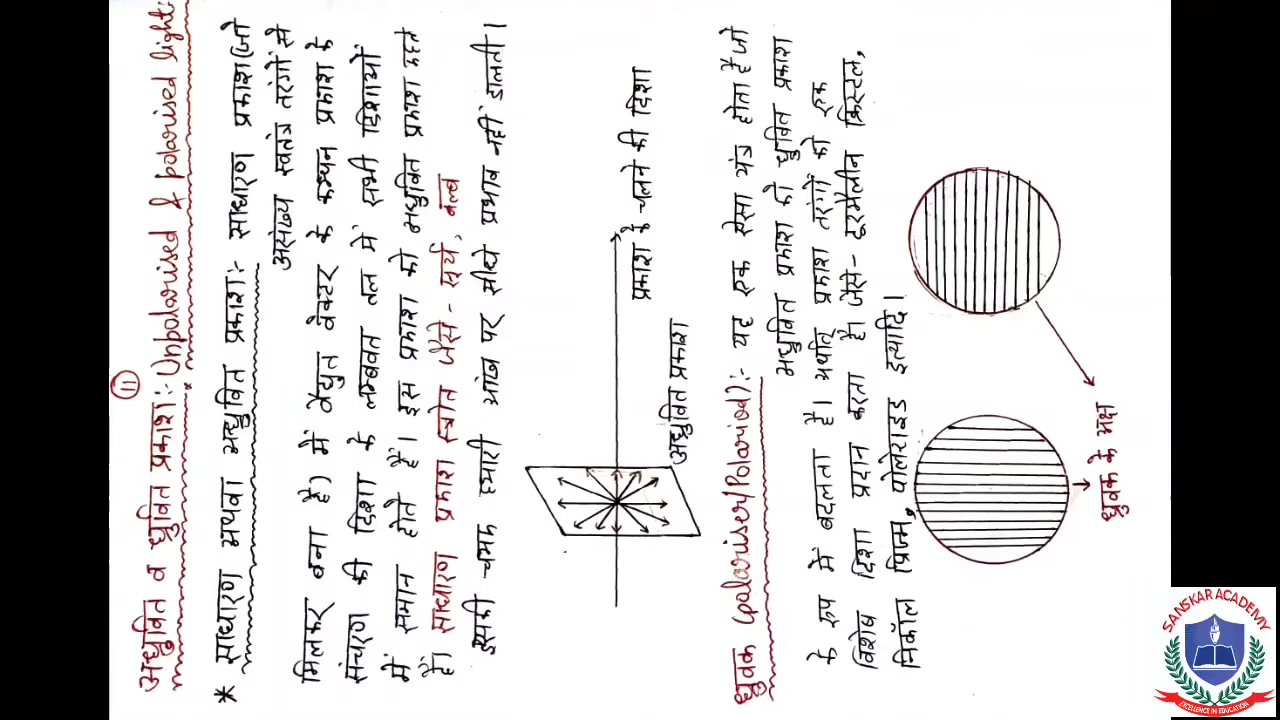 (11)
अध्रुवित व ध्रुवित प्रकाश:- Unpolarised & polarised light:
* साधारण अथवा अध्रुवित प्रकाश:- साधारण प्रकाश (जो
असंख्य स्वतंत्र तरंगों से
मिलकर बना है) में वैद्युत वेक्टर के कम्पन प्रकाश के
संचरण की दिशा के लम्बवत तल में सभी दिशाओं
में समान होते हैं। इस प्रकाश को अध्रुवित प्रकाश कहते
हैं। साधारण प्रकाश स्त्रोत जैसे - सूर्य, बल्ब
इसकी चमक हमारी आंख पर सीधे प्रभाव नहीं डालती।
प्रकाश के चलने की दिशा
अध्रुवित प्रकाश
ध्रुवक (polariser/Polariod):- यह एक ऐसा यंत्र होता है जो
अध्रुवित प्रकाश को ध्रुवित प्रकाश
के रूप में बदलता है। अर्थात प्रकाश तरंगों को एक
विशेष दिशा प्रदान करता है। जैसे- टूरमेलीन क्रिस्टल,
निकॉल प्रिज्म, पोलेराइड इत्यादि।
ध्रुवक के अक्ष
SANSKAR ACADEMY
EXCELLENCE IN EDUCATION